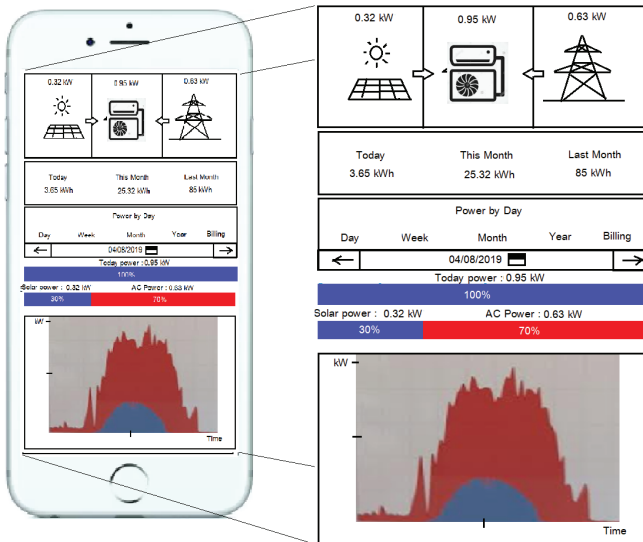 0.32 kW 0.95 kW 0.63 kW
Today This Month Last Month
3.65 kWh 25.32 kWh 85 kWh
Power by Day
Day Week Month Year Billing
04/08/2019
Today power : 0.95 kW
100%
Solar power : 0.32 kW AC Power : 0.63 kW
30% 70%
kW
Time
0.32 kW 0.95 kW 0.63 kW
Today This Month Last Month
3.65 kWh 25.32 kWh 85 kWh
Power by Day
Day Week Month Year Billing
04/08/2019
Today power : 0.95 kW
100%
Solar power : 0.32 kW AC Power : 0.63 kW
30% 70%
kW
Time